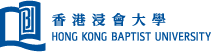 香港浸會大學
HONG KONG BAPTIST UNIVERSITY